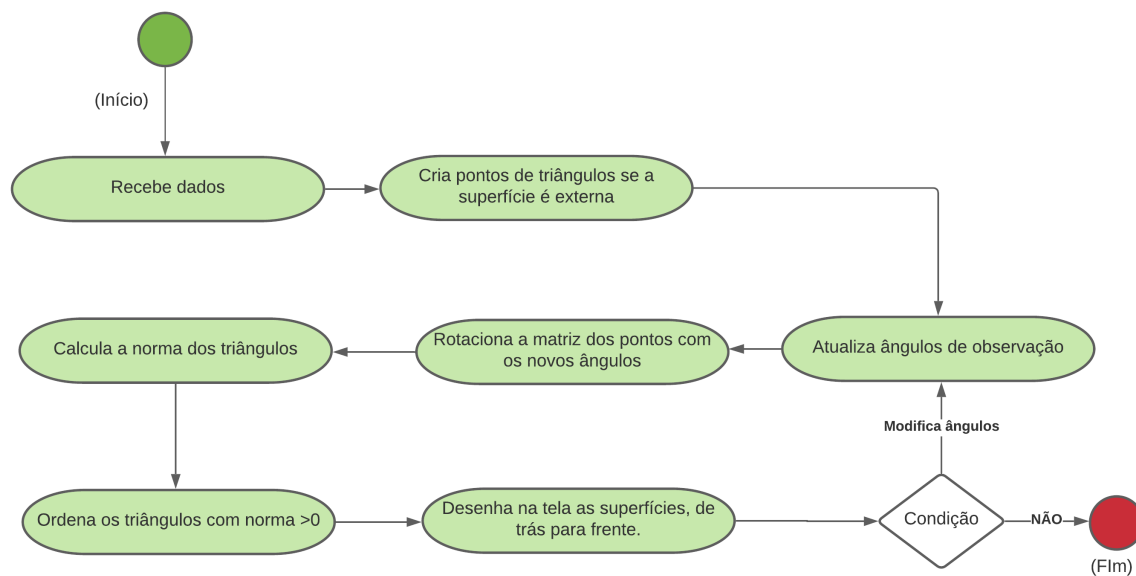 (Início)
Recebe dados
Cria pontos de triângulos se a
superfície é externa
Atualiza ângulos de observação
Rotaciona a matriz dos pontos com
os novos ângulos
Calcula a norma dos triângulos
Ordena os triângulos com norma >0
Desenha na tela as superfícies, de
trás para frente.
Condição
Modifica ângulos
NÃO
(FIm)